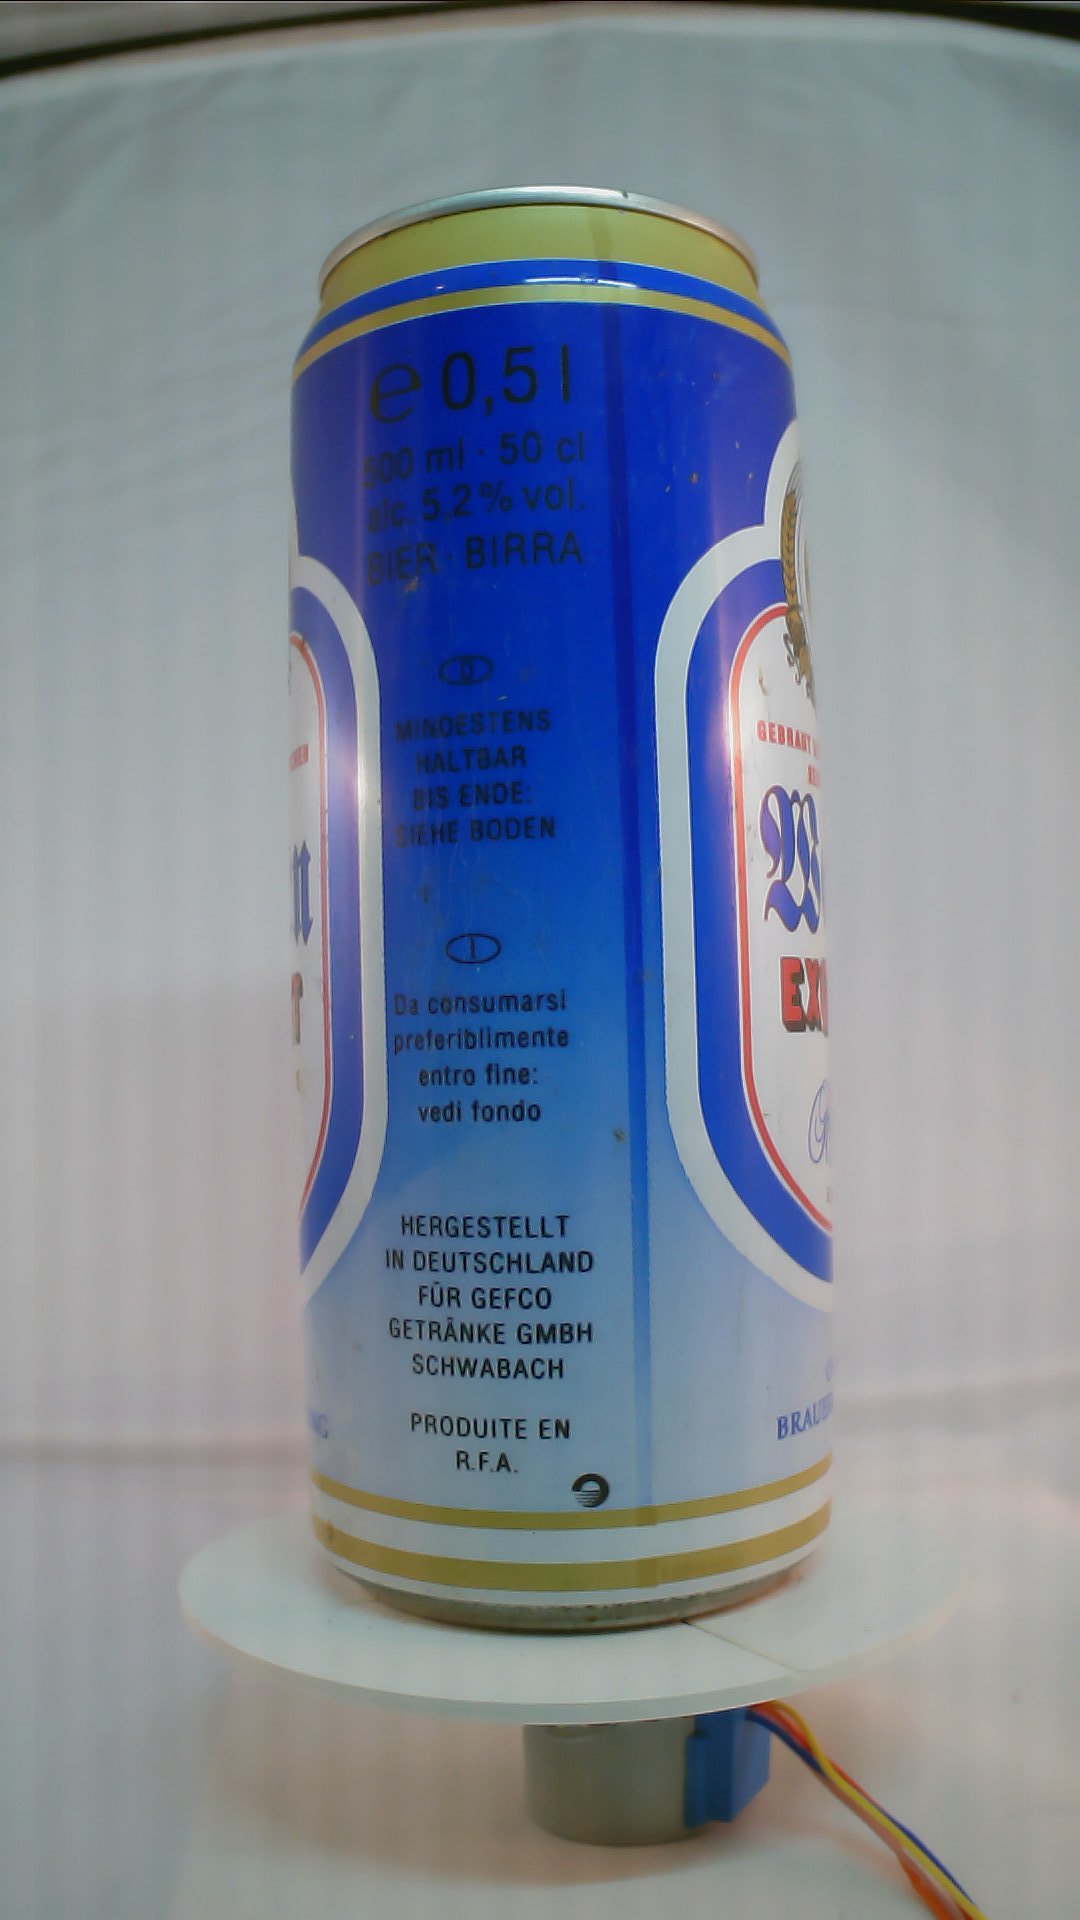 e 0,5 l
500 ml · 50 cl
alc. 5,2% vol.
BIER · BIRRA
D
MINDESTENS
HALTBAR
BIS ENDE:
SIEHE BODEN
I
Da consumarsi
preferiblimente
entro fine:
vedi fondo
HERGESTELLT
IN DEUTSCHLAND
FÜR GEFCO
GETRÄNKE GMBH
SCHWABACH
PRODUITE EN
R.F.A.
GEBRAUT